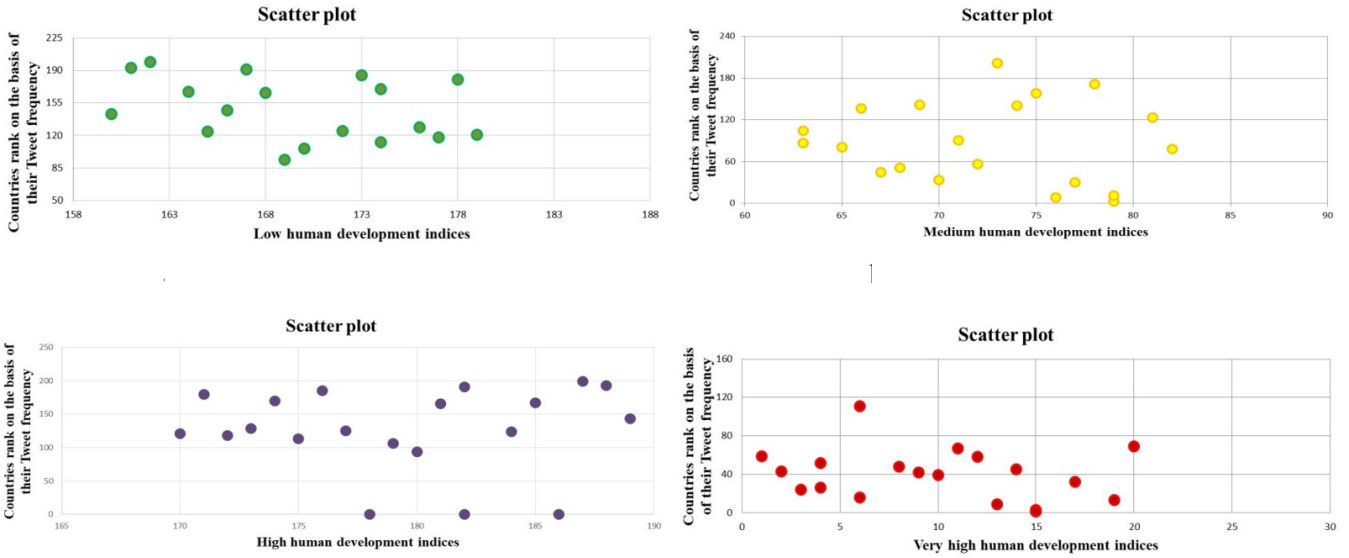 Scatter plot
Countries rank on the basis of
their Tweet frequency
225
190
155
120
85
50
158 163 168 173 178 183 188
Low human development indices
Scatter plot
Countries rank on the basis of
their Tweet frequency
240
180
120
60
0
60 65 70 75 80 85 90
Medium human development indices
Scatter plot
Countries rank on the basis of
their Tweet frequency
250
200
150
100
50
0
165 170 175 180 185 190
High human development indices
Scatter plot
Countries rank on the basis
of their Tweet frequency
160
120
80
40
0
0 5 10 15 20 25 30
Very high human development indices